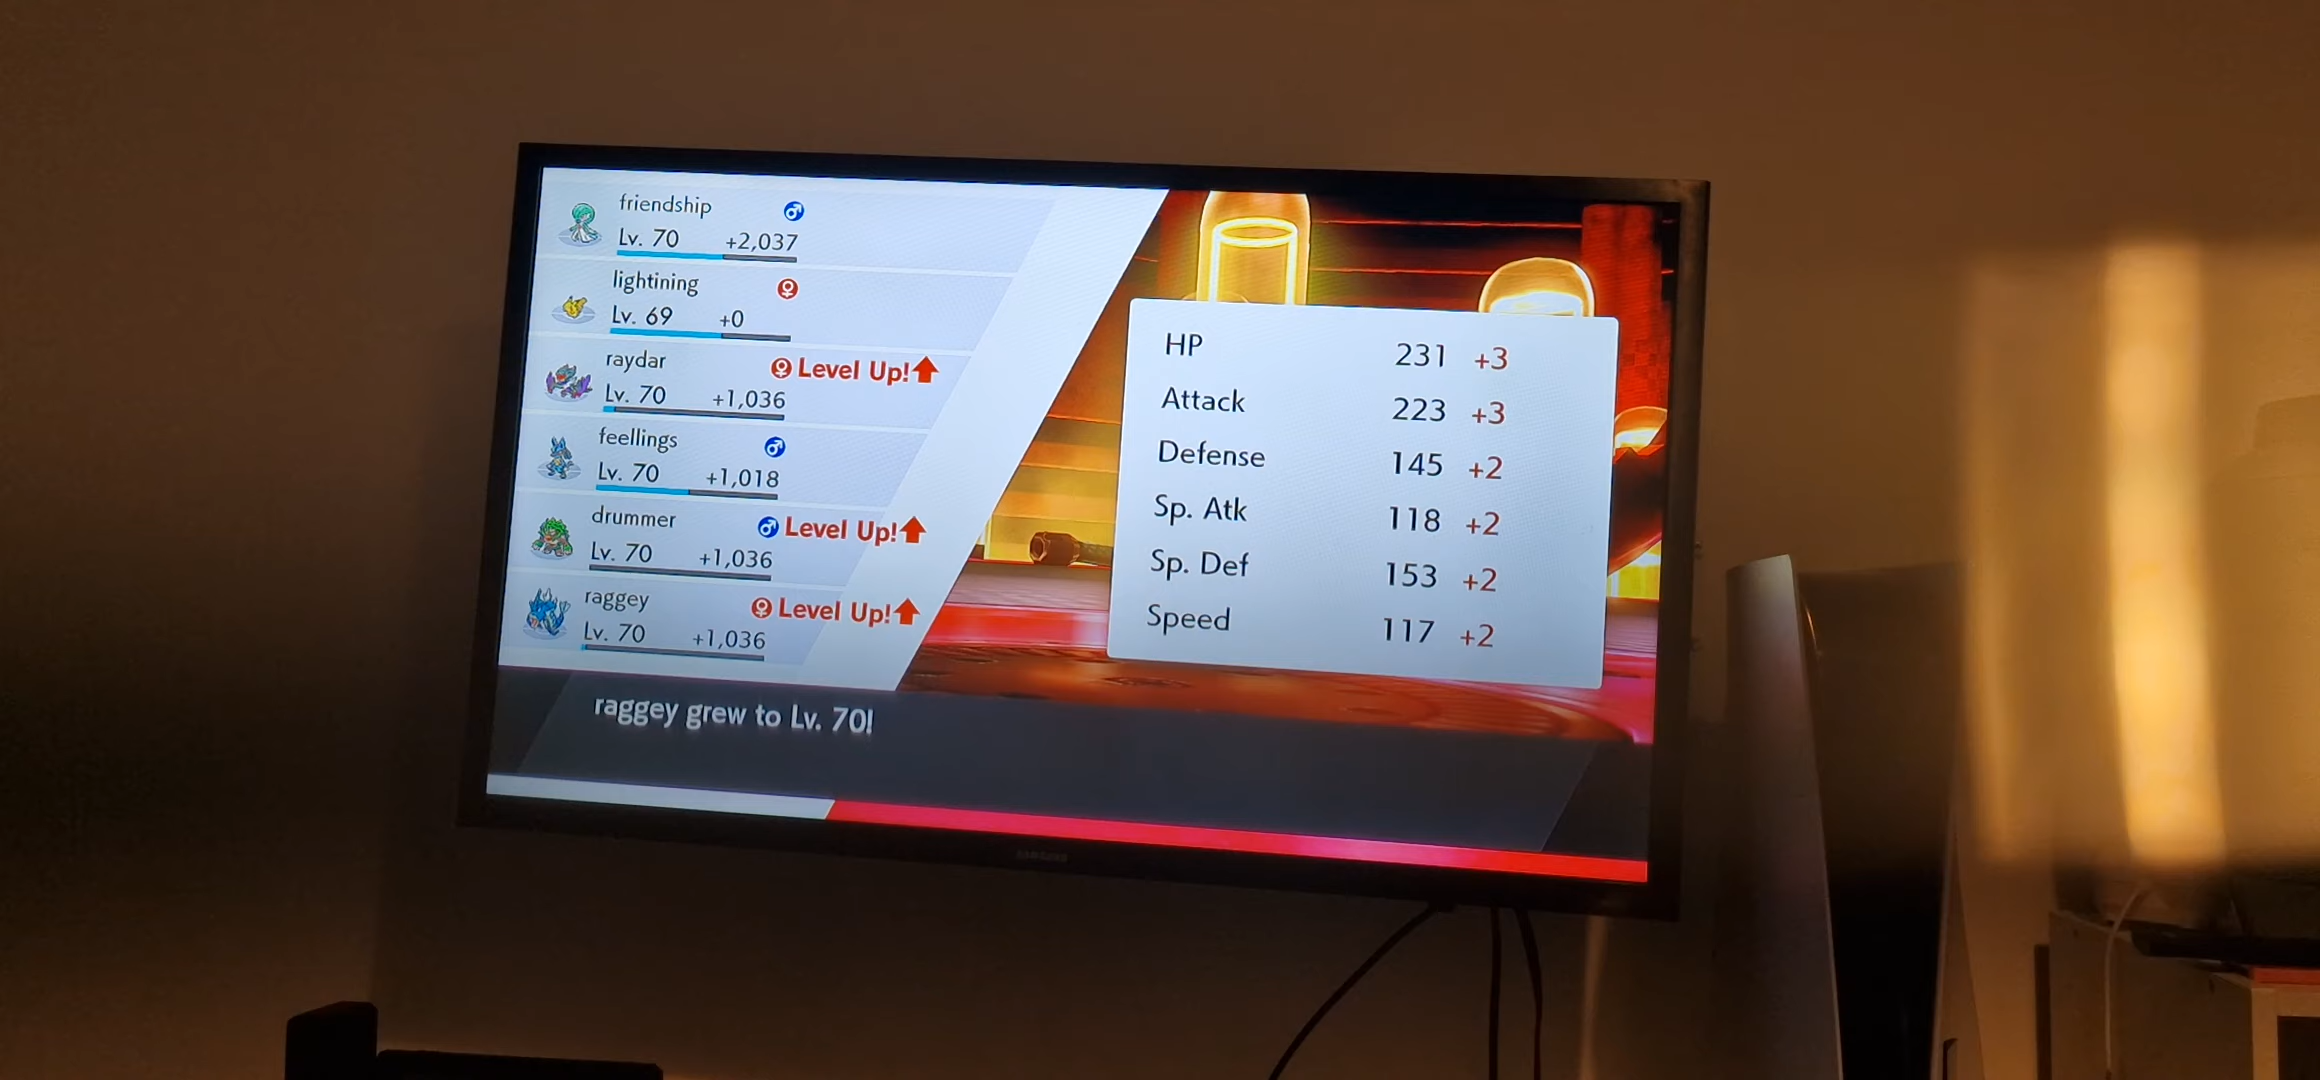 friendship ♂
Lv. 70 +2,037
lightining ♀
Lv. 69 +0
raydar ♀ Level Up!
Lv. 70 +1,036
feellings ♂
Lv. 70 +1,018
drummer ♂ Level Up!
Lv. 70 +1,036
raggey ♀ Level Up!
Lv. 70 +1,036
HP 231 +3
Attack 223 +3
Defense 145 +2
Sp. Atk 118 +2
Sp. Def 153 +2
Speed 117 +2
raggey grew to Lv. 70!